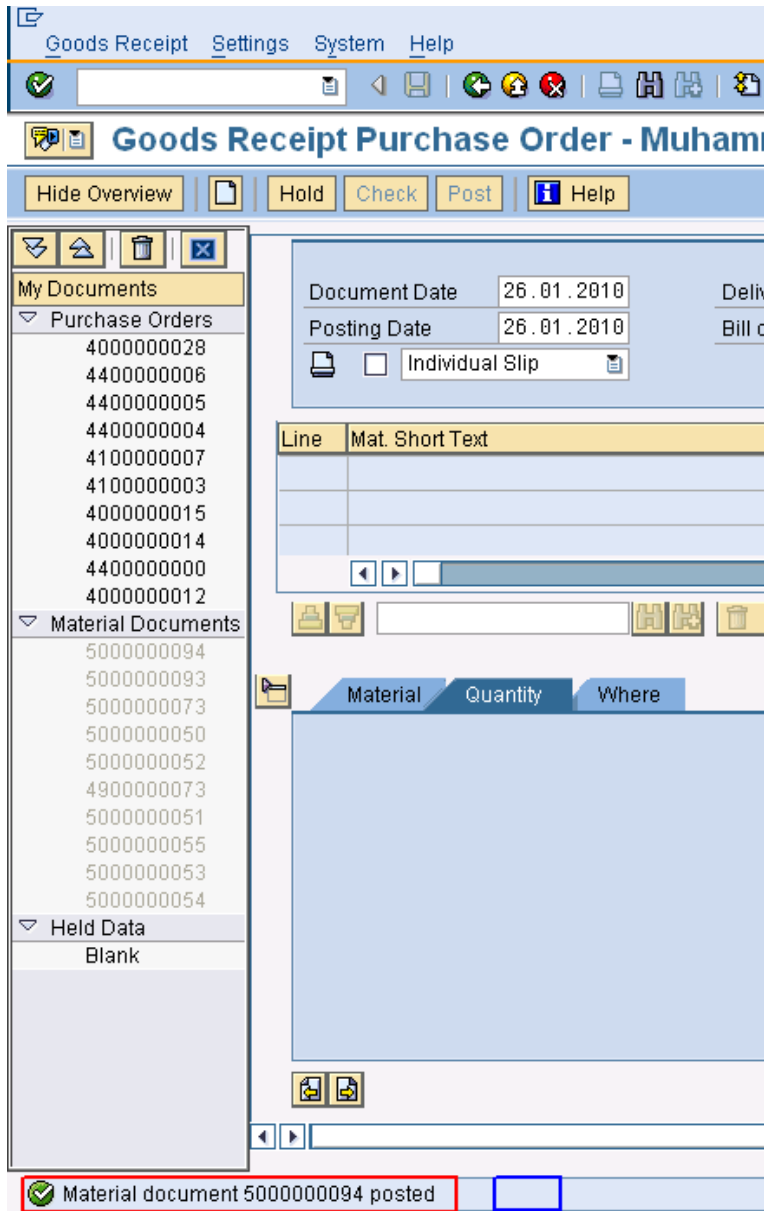 Goods Receipt Settings System Help
Goods Receipt Purchase Order - Muham
Hide Overview Hold Check Post Help
My Documents
Purchase Orders
4000000028
4400000006
4400000005
4400000004
4100000007
4100000003
4000000015
4000000014
4400000000
4000000012
Material Documents
5000000094
5000000093
5000000073
5000000050
5000000052
4900000073
5000000051
5000000055
5000000053
5000000054
Held Data
Blank
Document Date 26.01.2010 Deliv
Posting Date 26.01.2010 Bill o
Individual Slip
Line Mat. Short Text
Material Quantity Where
Material document 5000000094 posted